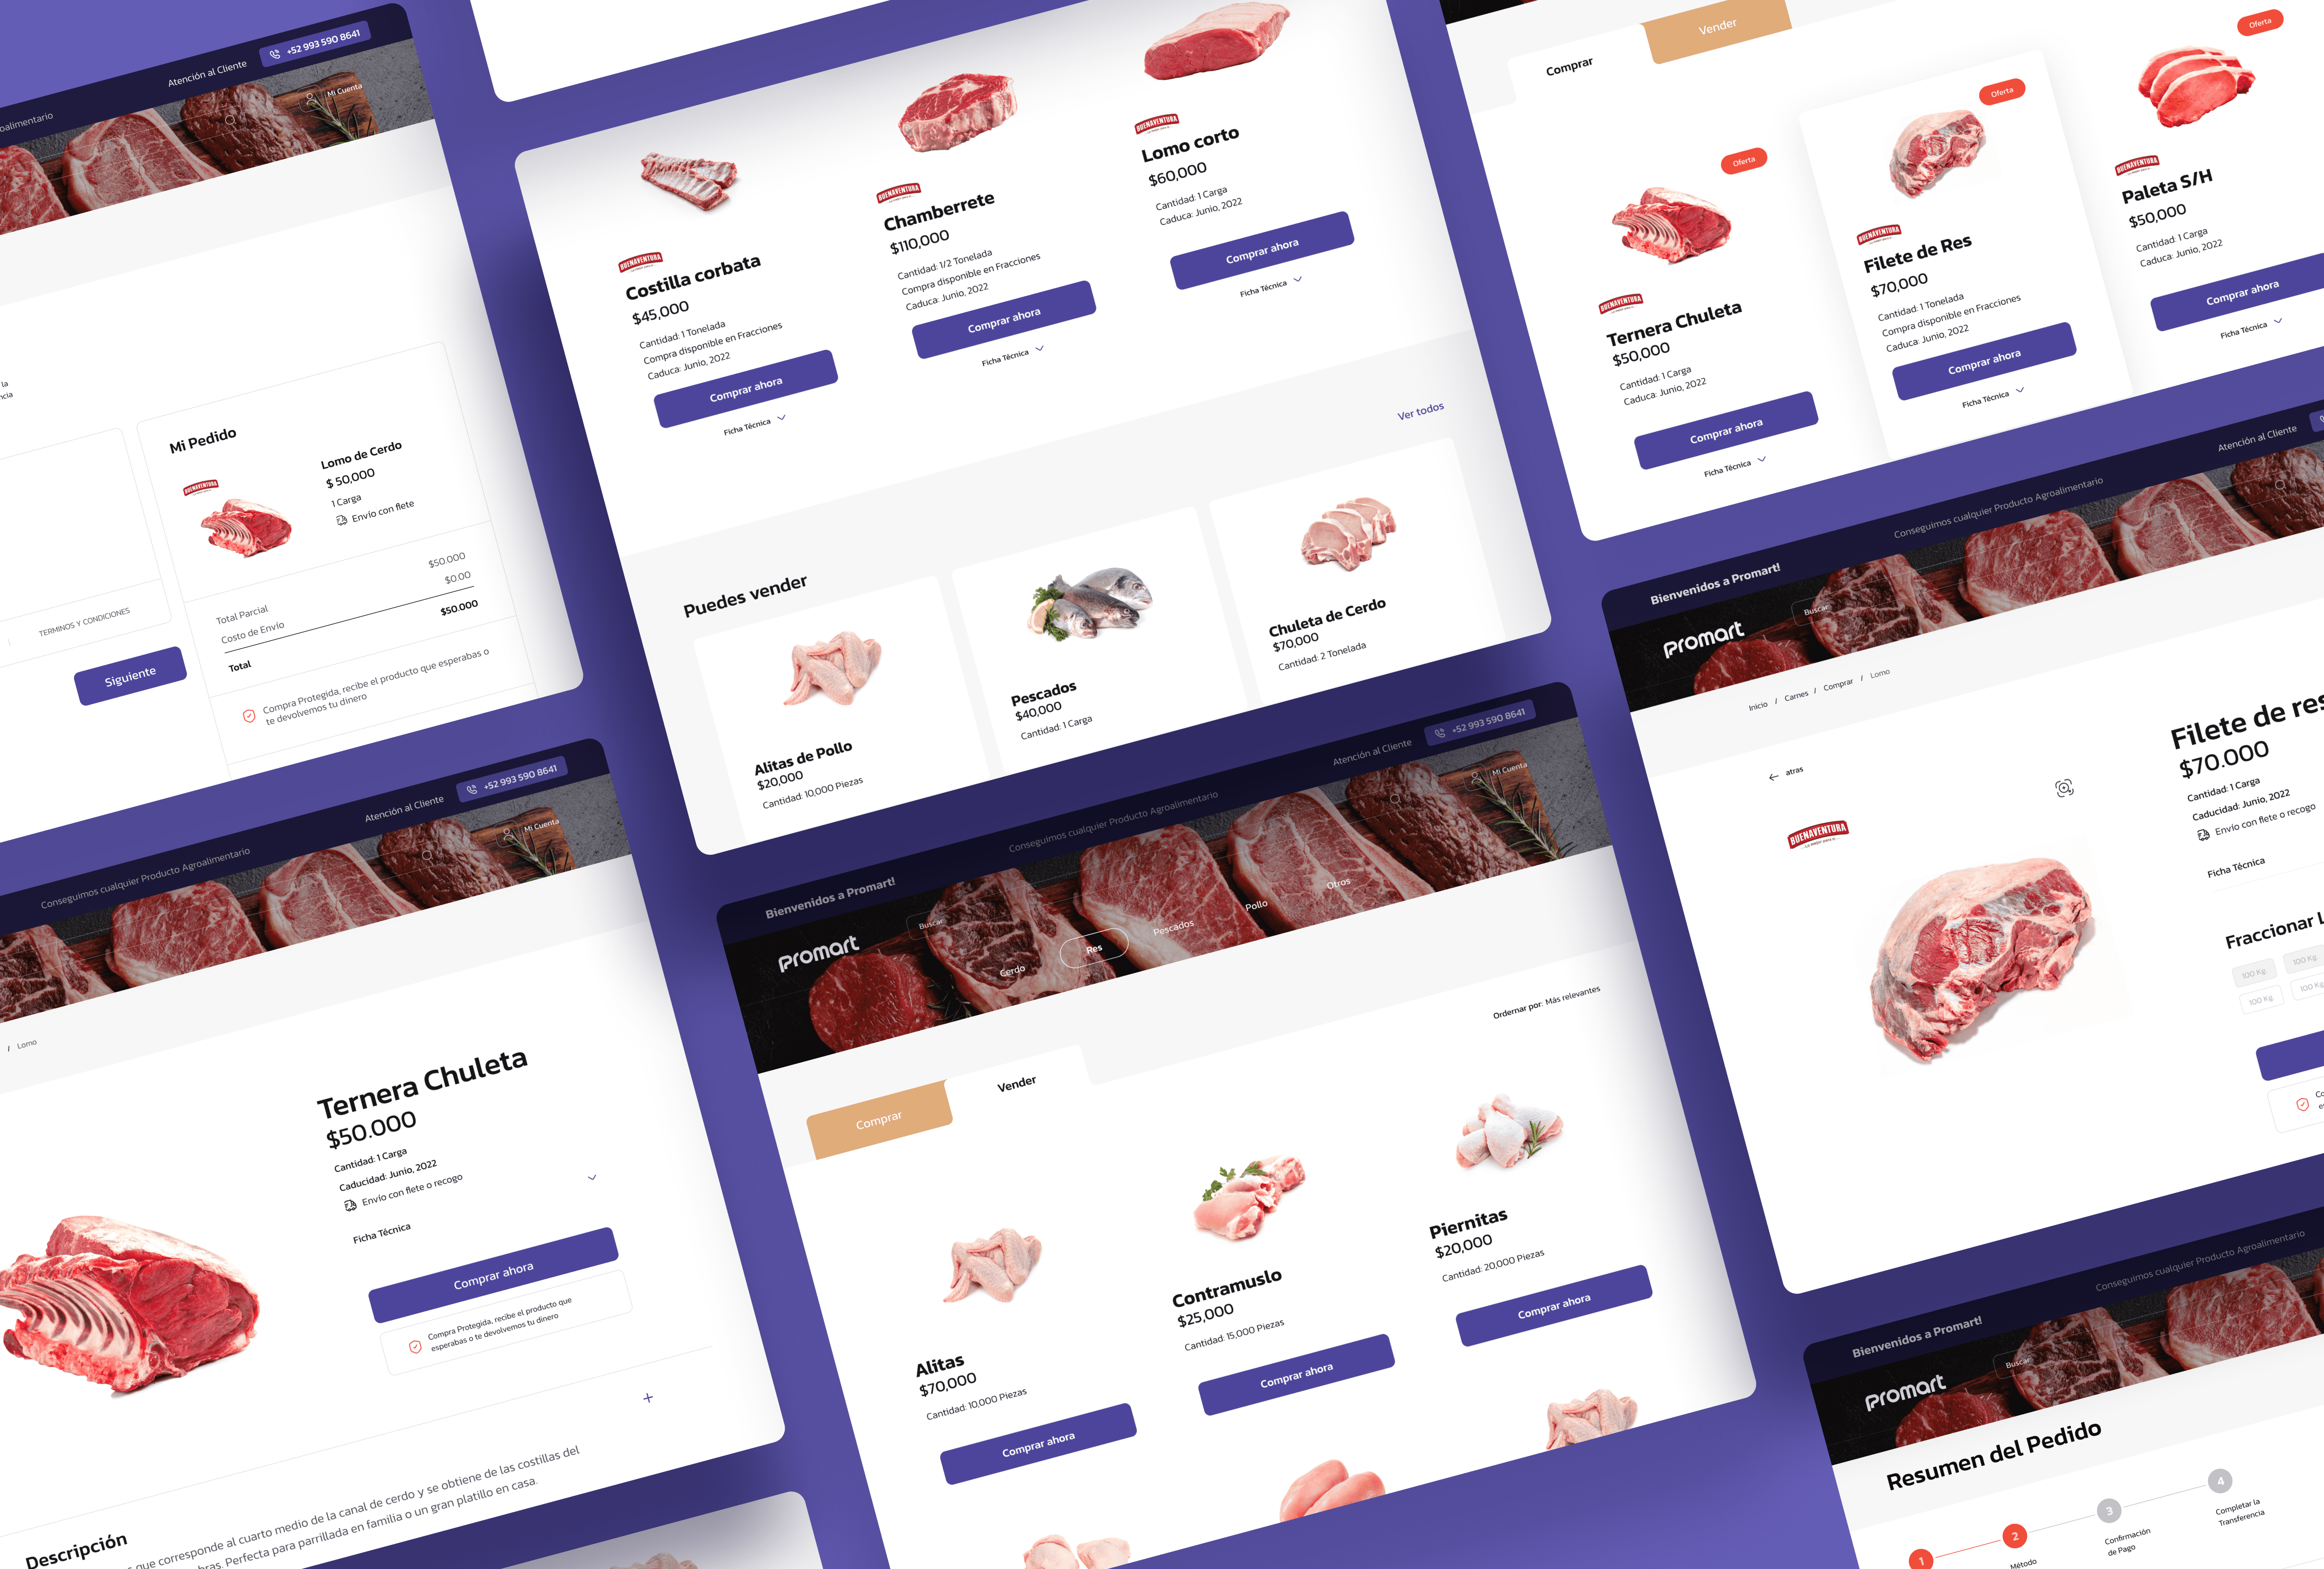 oalimentario
Atención al Cliente
+52 993 590 8641
Mi Cuenta
la
ncia
TERMINOS Y CONDICIONES
Siguiente
Mi Pedido
BUENAVENTURA
Lomo de Cerdo
$ 50,000
1 Carga
Envío con flete
Total Parcial
$50.000
Costo de Envío
$0.00
Total
$50.000
Compra Protegida, recibe el producto que esperabas o
te devolvemos tu dinero
BUENAVENTURA
Costilla corbata
$45,000
Cantidad: 1 Tonelada
Compra disponible en Fracciones
Caduca: Junio, 2022
Comprar ahora
Ficha Técnica
BUENAVENTURA
Chamberrete
$110,000
Cantidad: 1/2 Tonelada
Compra disponible en Fracciones
Caduca: Junio, 2022
Comprar ahora
Ficha Técnica
BUENAVENTURA
Lomo corto
$60,000
Cantidad: 1 Carga
Caduca: Junio, 2022
Comprar ahora
Ficha Técnica
Ver todos
Puedes vender
Alitas de Pollo
$20,000
Cantidad: 10,000 Piezas
Pescados
$40,000
Cantidad: 1 Carga
Chuleta de Cerdo
$70,000
Cantidad: 2 Tonelada
Comprar
Vender
Oferta
BUENAVENTURA
Ternera Chuleta
$50,000
Cantidad: 1 Carga
Caduca: Junio, 2022
Comprar ahora
Ficha Técnica
Oferta
BUENAVENTURA
Filete de Res
$70,000
Cantidad: 1 Tonelada
Compra disponible en Fracciones
Caduca: Junio, 2022
Comprar ahora
Ficha Técnica
Oferta
BUENAVENTURA
Paleta S/H
$50,000
Cantidad: 1 Carga
Caduca: Junio, 2022
Comprar ahora
Ficha Técnica
Conseguimos cualquier Producto Agroalimentario
Atención al Cliente
+52 993 590 8641
Mi Cuenta
/ Lomo
Ternera Chuleta
$50.000
Cantidad: 1 Carga
Caducidad: Junio, 2022
Envío con flete o recogo
Ficha Técnica
Comprar ahora
Compra Protegida, recibe el producto que
esperabas o te devolvemos tu dinero
Descripción
que corresponde al cuarto medio de la canal de cerdo y se obtiene de las costillas del
bras. Perfecta para parrillada en familia o un gran platillo en casa.
Bienvenidos a Promart!
Conseguimos cualquier Producto Agroalimentario
Atención al Cliente
+52 993 590 8641
promart
Buscar
Mi Cuenta
Cerdo
Res
Pescados
Pollo
Otros
Ordernar por: Más relevantes
Comprar
Vender
Alitas
$70,000
Cantidad: 10,000 Piezas
Comprar ahora
Contramuslo
$25,000
Cantidad: 15,000 Piezas
Comprar ahora
Piernitas
$20,000
Cantidad: 20,000 Piezas
Comprar ahora
Bienvenidos a Promart!
Conseguimos cualquier Producto Agroalimentario
Atención al Cliente
promart
Buscar
Inicio / Carnes / Comprar / Lomo
atras
BUENAVENTURA
Filete de res
$70.000
Cantidad: 1 Carga
Caducidad: Junio, 2022
Envío con flete o recogo
Ficha Técnica
Fraccionar L
100 Kg
100 Kg
100 Kg
100 Kg
Co
es
Bienvenidos a Promart!
Conseguimos cualquier Producto Agroalimentario
promart
Buscar
Resumen del Pedido
1
2
3
4
Método
Confirmación
de Pago
Completar la
Transferencia